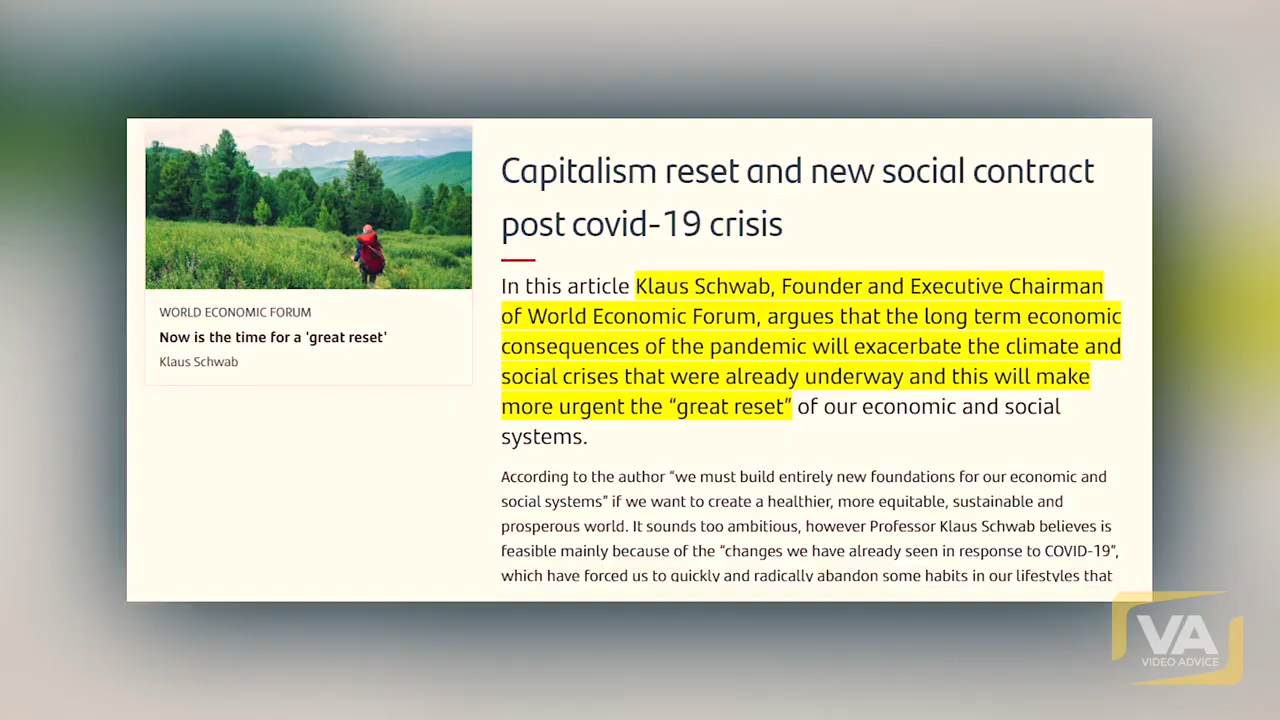 Capitalism reset and new social contract
post covid-19 crisis
In this article Klaus Schwab, Founder and Executive Chairman
of World Economic Forum, argues that the long term economic
consequences of the pandemic will exacerbate the climate and
social crises that were already underway and this will make
more urgent the “great reset” of our economic and social
systems.
According to the author “we must build entirely new foundations for our economic and
social systems” if we want to create a healthier, more equitable, sustainable and
prosperous world. It sounds too ambitious, however Professor Klaus Schwab believes is
feasible mainly because of the “changes we have already seen in response to COVID-19”,
which have forced us to quickly and radically abandon some habits in our lifestyles that
WORLD ECONOMIC FORUM
Now is the time for a 'great reset'
Klaus Schwab
VA
VIDEO ADVICE